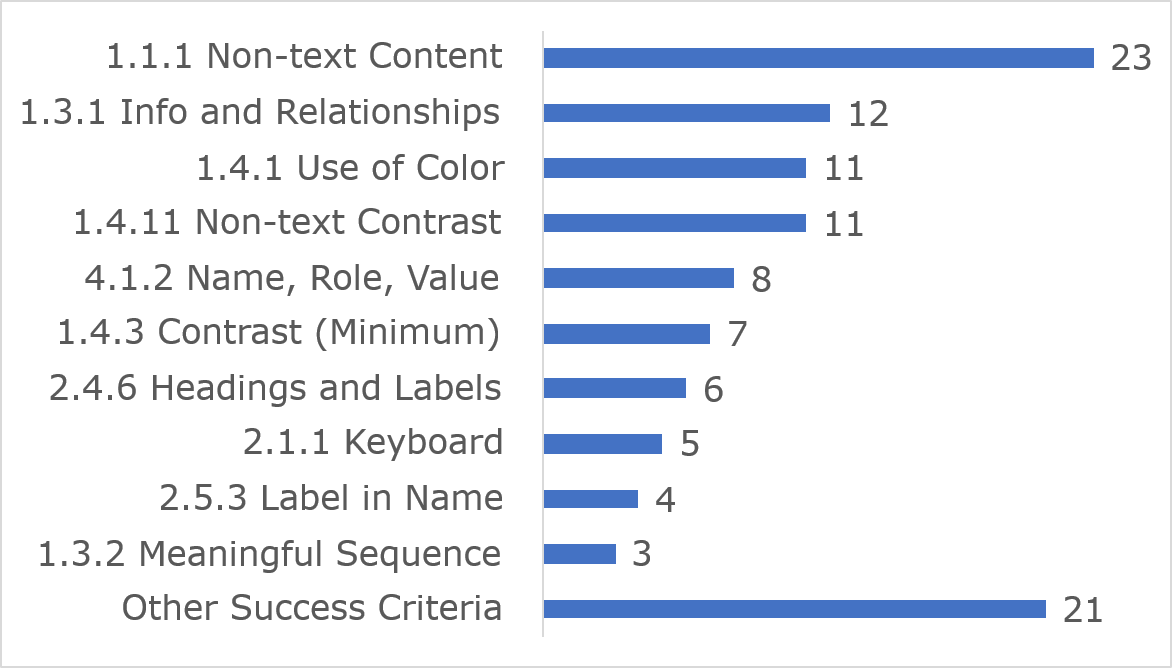 1.1.1 Non-text Content 23
1.3.1 Info and Relationships 12
1.4.1 Use of Color 11
1.4.11 Non-text Contrast 11
4.1.2 Name, Role, Value 8
1.4.3 Contrast (Minimum) 7
2.4.6 Headings and Labels 6
2.1.1 Keyboard 5
2.5.3 Label in Name 4
1.3.2 Meaningful Sequence 3
Other Success Criteria 21